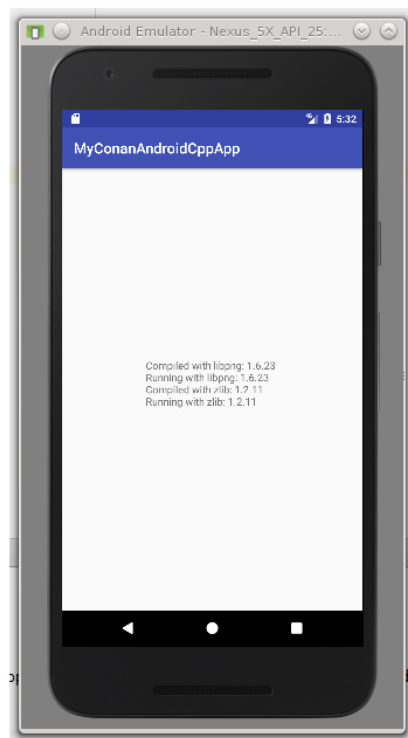 Android Emulator - Nexus_5X_API_25:...
5:32
MyConanAndroidCppApp
Compiled with libpng: 1.6.23
Running with libpng: 1.6.23
Compiled with zlib: 1.2.11
Running with zlib: 1.2.11